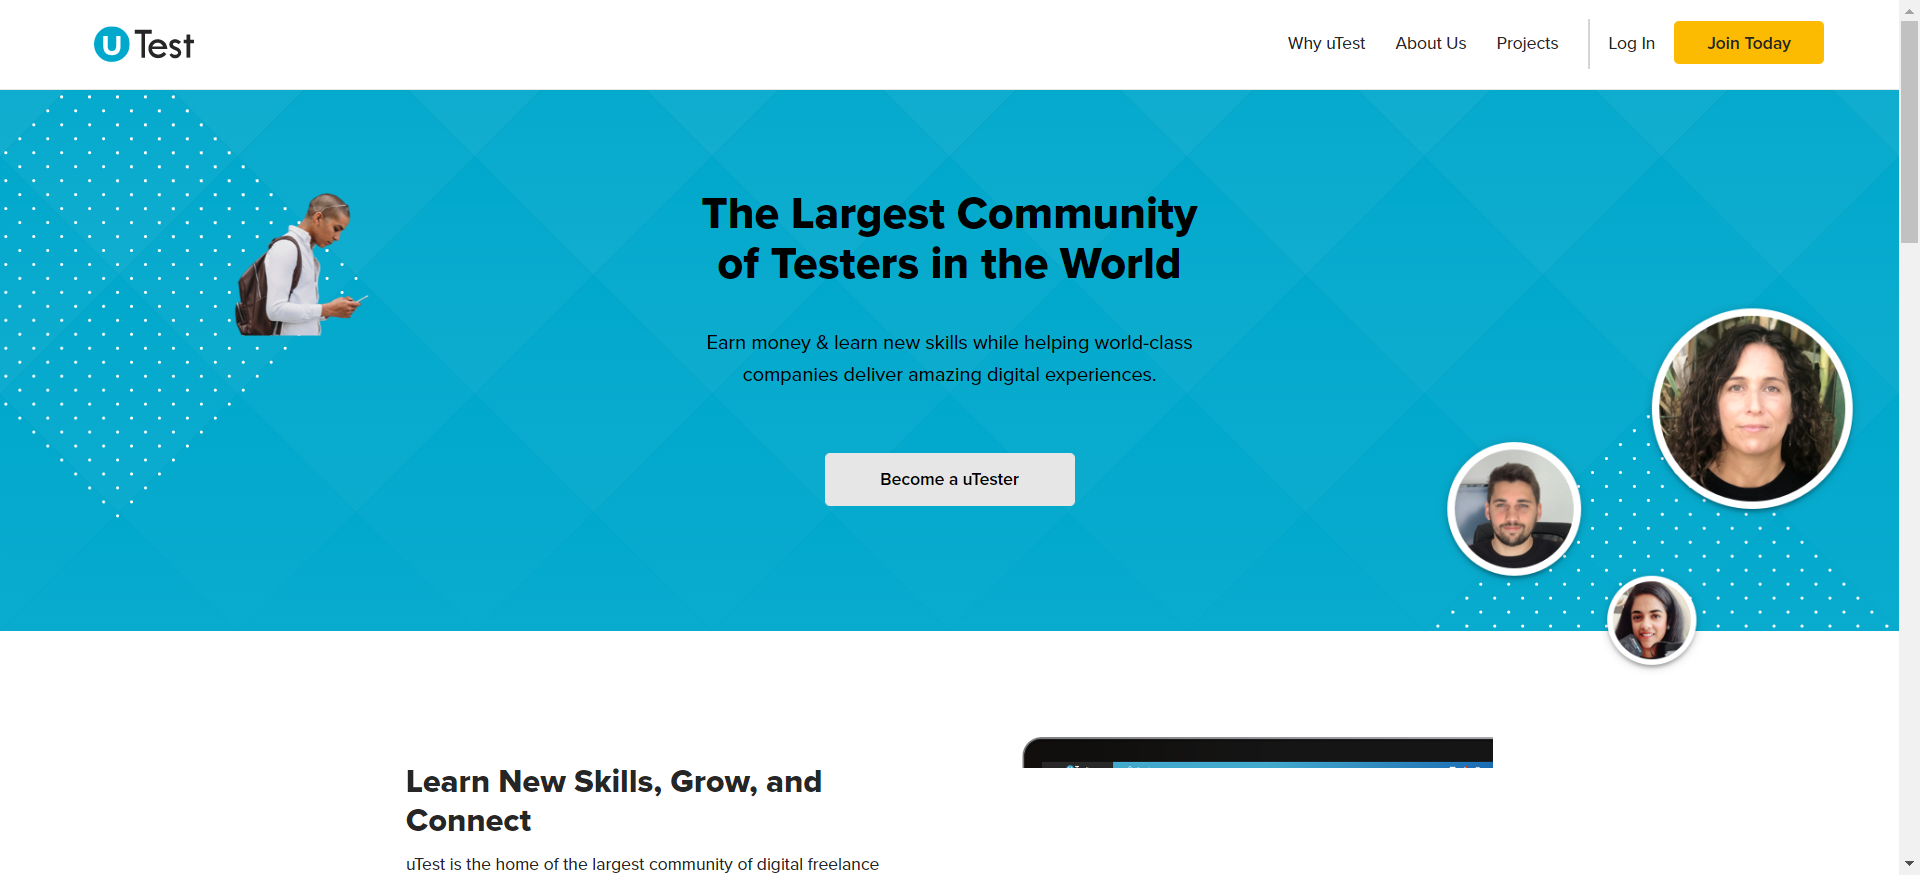 uTest
Why uTest
About Us
Projects
Log In
Join Today
The Largest Community
of Testers in the World
Earn money & learn new skills while helping world-class
companies deliver amazing digital experiences.
Become a uTester
Learn New Skills, Grow, and
Connect
uTest is the home of the largest community of digital freelance